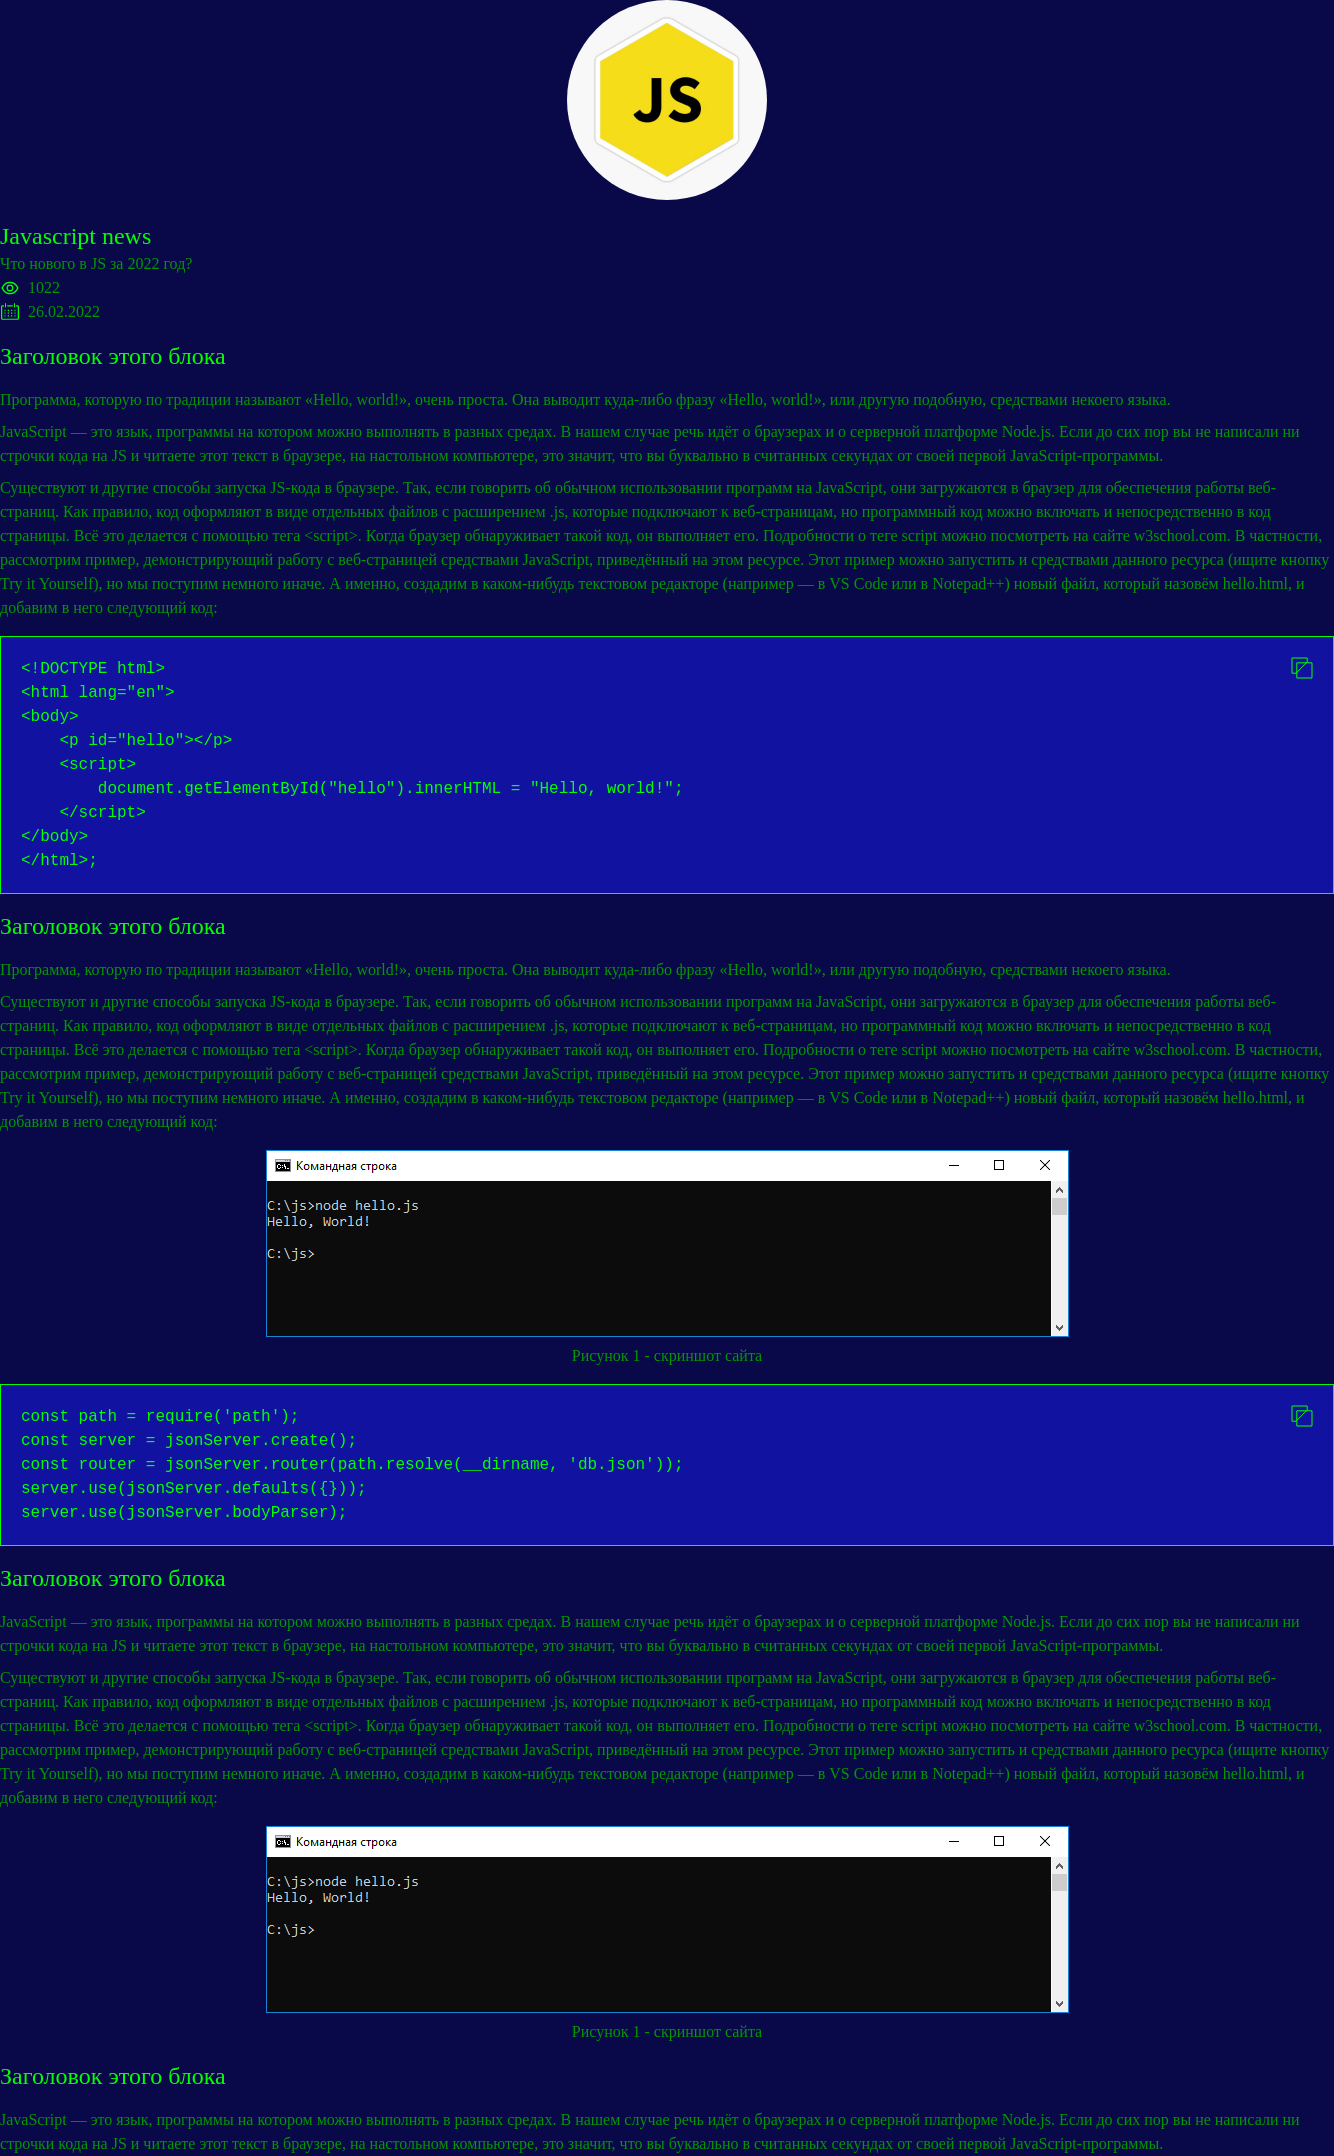 JS
Javascript news
Что нового в JS за 2022 год?
1022
26.02.2022
Заголовок этого блока
Программа, которую по традиции называют «Hello, world!», очень проста. Она выводит куда-либо фразу «Hello, world!», или другую подобную, средствами некоего языка.
JavaScript — это язык, программы на котором можно выполнять в разных средах. В нашем случае речь идёт о браузерах и о серверной платформе Node.js. Если до сих пор вы не написали ни
строчки кода на JS и читаете этот текст в браузере, на настольном компьютере, это значит, что вы буквально в считанных секундах от своей первой JavaScript-программы.
Существуют и другие способы запуска JS-кода в браузере. Так, если говорить об обычном использовании программ на JavaScript, они загружаются в браузер для обеспечения работы веб-
страниц. Как правило, код оформляют в виде отдельных файлов с расширением .js, которые подключают к веб-страницам, но программный код можно включать и непосредственно в код
страницы. Всё это делается с помощью тега <script>. Когда браузер обнаруживает такой код, он выполняет его. Подробности о теге script можно посмотреть на сайте w3school.com. В частности,
рассмотрим пример, демонстрирующий работу с веб-страницей средствами JavaScript, приведённый на этом ресурсе. Этот пример можно запустить и средствами данного ресурса (ищите кнопку
Try it Yourself), но мы поступим немного иначе. А именно, создадим в каком-нибудь текстовом редакторе (например — в VS Code или в Notepad++) новый файл, который назовём hello.html, и
добавим в него следующий код:
<!DOCTYPE html>
<html lang="en">
<body>
    <p id="hello"></p>
    <script>
        document.getElementById("hello").innerHTML = "Hello, world!";
    </script>
</body>
</html>;
Заголовок этого блока
Программа, которую по традиции называют «Hello, world!», очень проста. Она выводит куда-либо фразу «Hello, world!», или другую подобную, средствами некоего языка.
Существуют и другие способы запуска JS-кода в браузере. Так, если говорить об обычном использовании программ на JavaScript, они загружаются в браузер для обеспечения работы веб-
страниц. Как правило, код оформляют в виде отдельных файлов с расширением .js, которые подключают к веб-страницам, но программный код можно включать и непосредственно в код
страницы. Всё это делается с помощью тега <script>. Когда браузер обнаруживает такой код, он выполняет его. Подробности о теге script можно посмотреть на сайте w3school.com. В частности,
рассмотрим пример, демонстрирующий работу с веб-страницей средствами JavaScript, приведённый на этом ресурсе. Этот пример можно запустить и средствами данного ресурса (ищите кнопку
Try it Yourself), но мы поступим немного иначе. А именно, создадим в каком-нибудь текстовом редакторе (например — в VS Code или в Notepad++) новый файл, который назовём hello.html, и
добавим в него следующий код:
Командная строка
C:\js>node hello.js
Hello, World!
C:\js>
Рисунок 1 - скриншот сайта
const path = require('path');
const server = jsonServer.create();
const router = jsonServer.router(path.resolve(__dirname, 'db.json'));
server.use(jsonServer.defaults({}));
server.use(jsonServer.bodyParser);
Заголовок этого блока
JavaScript — это язык, программы на котором можно выполнять в разных средах. В нашем случае речь идёт о браузерах и о серверной платформе Node.js. Если до сих пор вы не написали ни
строчки кода на JS и читаете этот текст в браузере, на настольном компьютере, это значит, что вы буквально в считанных секундах от своей первой JavaScript-программы.
Существуют и другие способы запуска JS-кода в браузере. Так, если говорить об обычном использовании программ на JavaScript, они загружаются в браузер для обеспечения работы веб-
страниц. Как правило, код оформляют в виде отдельных файлов с расширением .js, которые подключают к веб-страницам, но программный код можно включать и непосредственно в код
страницы. Всё это делается с помощью тега <script>. Когда браузер обнаруживает такой код, он выполняет его. Подробности о теге script можно посмотреть на сайте w3school.com. В частности,
рассмотрим пример, демонстрирующий работу с веб-страницей средствами JavaScript, приведённый на этом ресурсе. Этот пример можно запустить и средствами данного ресурса (ищите кнопку
Try it Yourself), но мы поступим немного иначе. А именно, создадим в каком-нибудь текстовом редакторе (например — в VS Code или в Notepad++) новый файл, который назовём hello.html, и
добавим в него следующий код:
Командная строка
C:\js>node hello.js
Hello, World!
C:\js>
Рисунок 1 - скриншот сайта
Заголовок этого блока
JavaScript — это язык, программы на котором можно выполнять в разных средах. В нашем случае речь идёт о браузерах и о серверной платформе Node.js. Если до сих пор вы не написали ни
строчки кода на JS и читаете этот текст в браузере, на настольном компьютере, это значит, что вы буквально в считанных секундах от своей первой JavaScript-программы.